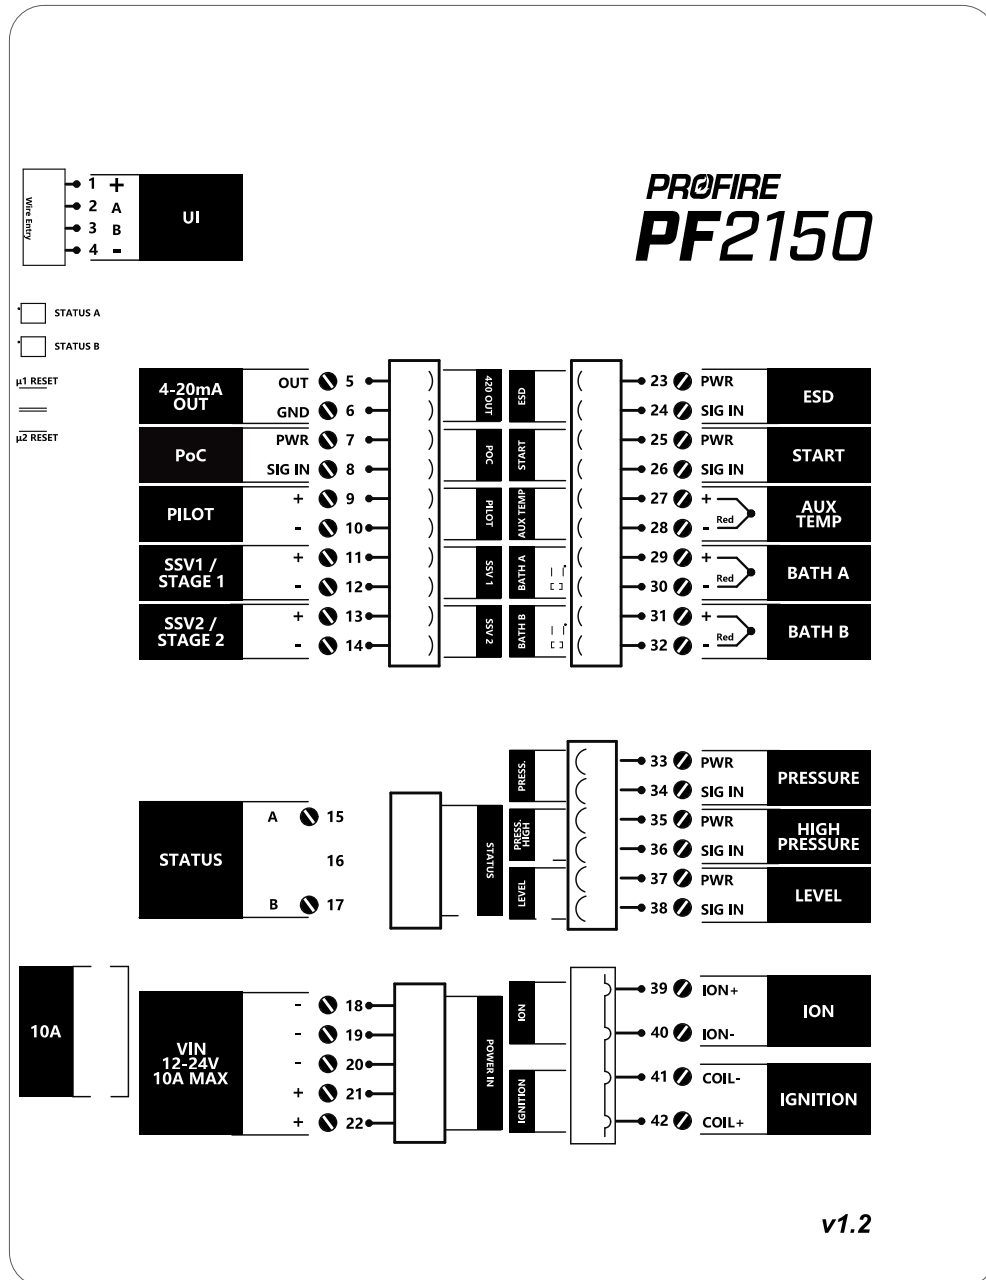 PROFIRE
PF2150
Wire Entry
1 +
2 A
3 B
4 -
UI
STATUS A
STATUS B
µ1 RESET
µ2 RESET
4-20mA
OUT
OUT 5
GND 6
PoC
PWR 7
SIG IN 8
PILOT
+ 9
- 10
SSV1 /
STAGE 1
+ 11
- 12
SSV2 /
STAGE 2
+ 13
- 14
420 OUT
POC
PILOT
SSV 1
SSV 2
ESD
START
AUX TEMP
BATH A
BATH B
23 PWR
24 SIG IN
ESD
25 PWR
26 SIG IN
START
27 +
28 - Red
AUX
TEMP
29 +
30 - Red
BATH A
31 +
32 - Red
BATH B
STATUS
A 15
16
B 17
STATUS
PRESS.
PRESS.
HIGH
LEVEL
33 PWR
34 SIG IN
PRESSURE
35 PWR
36 SIG IN
HIGH
PRESSURE
37 PWR
38 SIG IN
LEVEL
10A
VIN
12-24V
10A MAX
- 18
- 19
- 20
+ 21
+ 22
POWER IN
ION
IGNITION
39 ION+
40 ION-
ION
41 COIL-
42 COIL+
IGNITION
v1.2